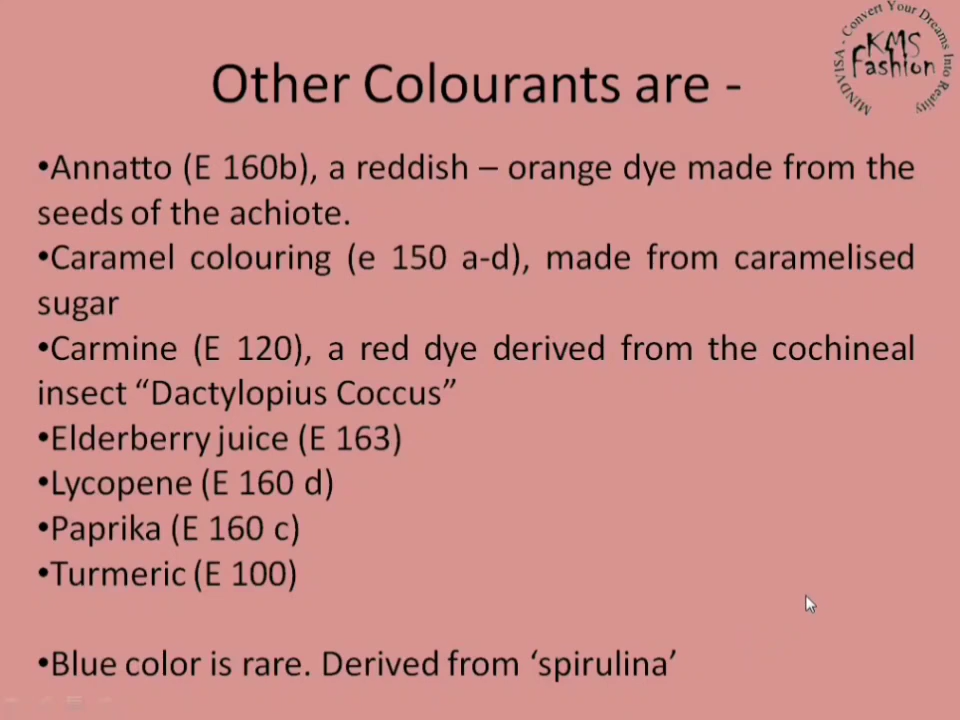 MINDVISA - Convert Your Dreams Into Reality
KMS
Fashion
Other Colourants are -
•Annatto (E 160b), a reddish – orange dye made from the
seeds of the achiote.
•Caramel colouring (e 150 a-d), made from caramelised
sugar
•Carmine (E 120), a red dye derived from the cochineal
insect “Dactylopius Coccus”
•Elderberry juice (E 163)
•Lycopene (E 160 d)
•Paprika (E 160 c)
•Turmeric (E 100)
•Blue color is rare. Derived from ‘spirulina’